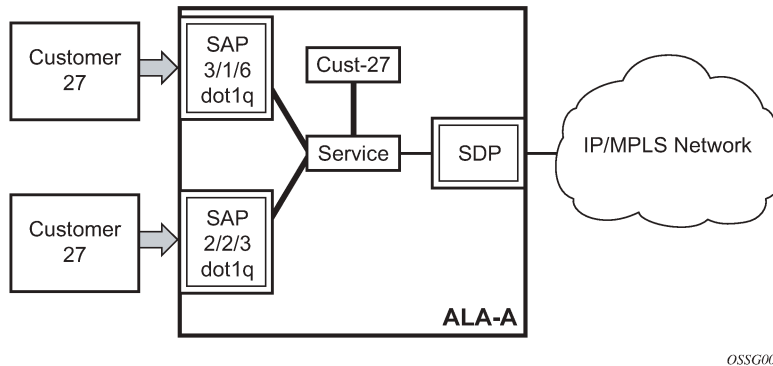 Customer
27
SAP
3/1/6
dot1q
Cust-27
Service
SDP
IP/MPLS Network
Customer
27
SAP
2/2/3
dot1q
ALA-A